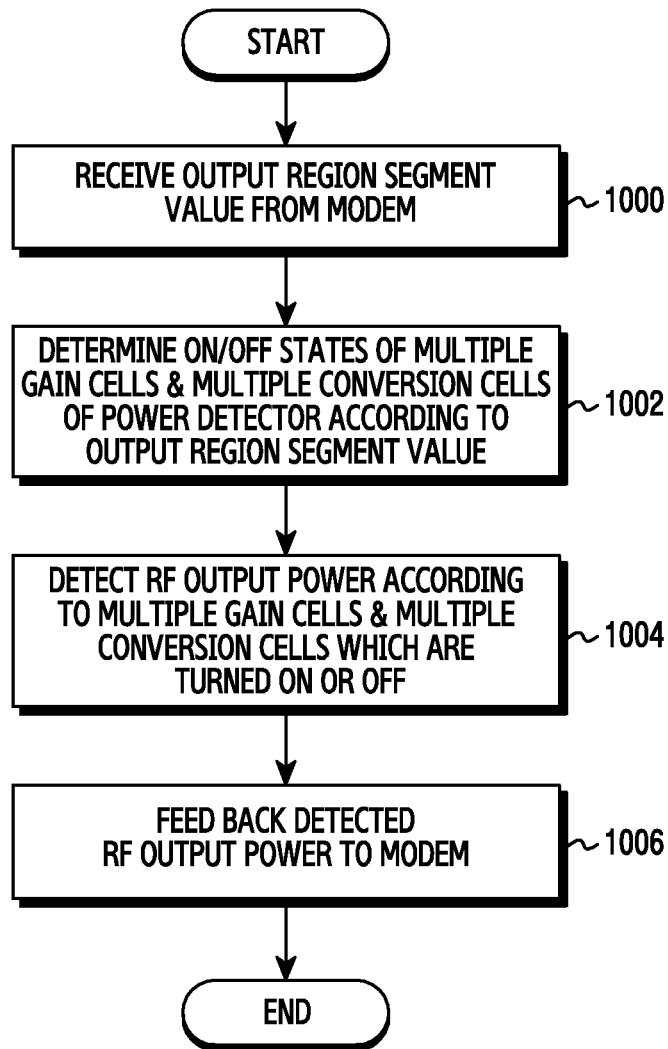 START
RECEIVE OUTPUT REGION SEGMENT
VALUE FROM MODEM
1000
DETERMINE ON/OFF STATES OF MULTIPLE
GAIN CELLS & MULTIPLE CONVERSION CELLS
OF POWER DETECTOR ACCORDING TO
OUTPUT REGION SEGMENT VALUE
1002
DETECT RF OUTPUT POWER ACCORDING
TO MULTIPLE GAIN CELLS & MULTIPLE
CONVERSION CELLS WHICH ARE
TURNED ON OR OFF
1004
FEED BACK DETECTED
RF OUTPUT POWER TO MODEM
1006
END